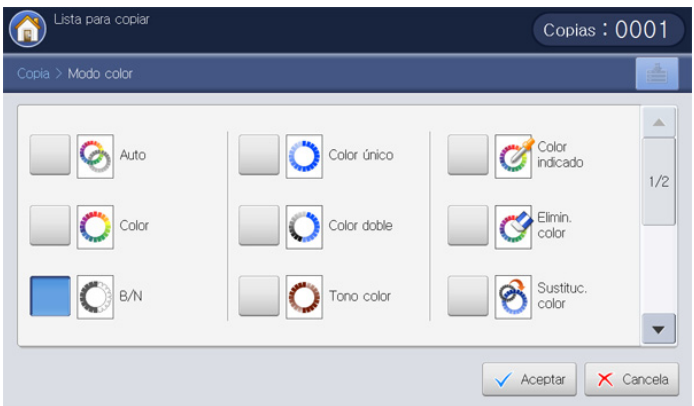 Lista para copiar
Copias : 0001
Copia > Modo color
Auto
Color único
Color
indicado
1/2
Color
Color doble
Elimin.
color
B/N
Tono color
Sustituc.
color
Aceptar
Cancela